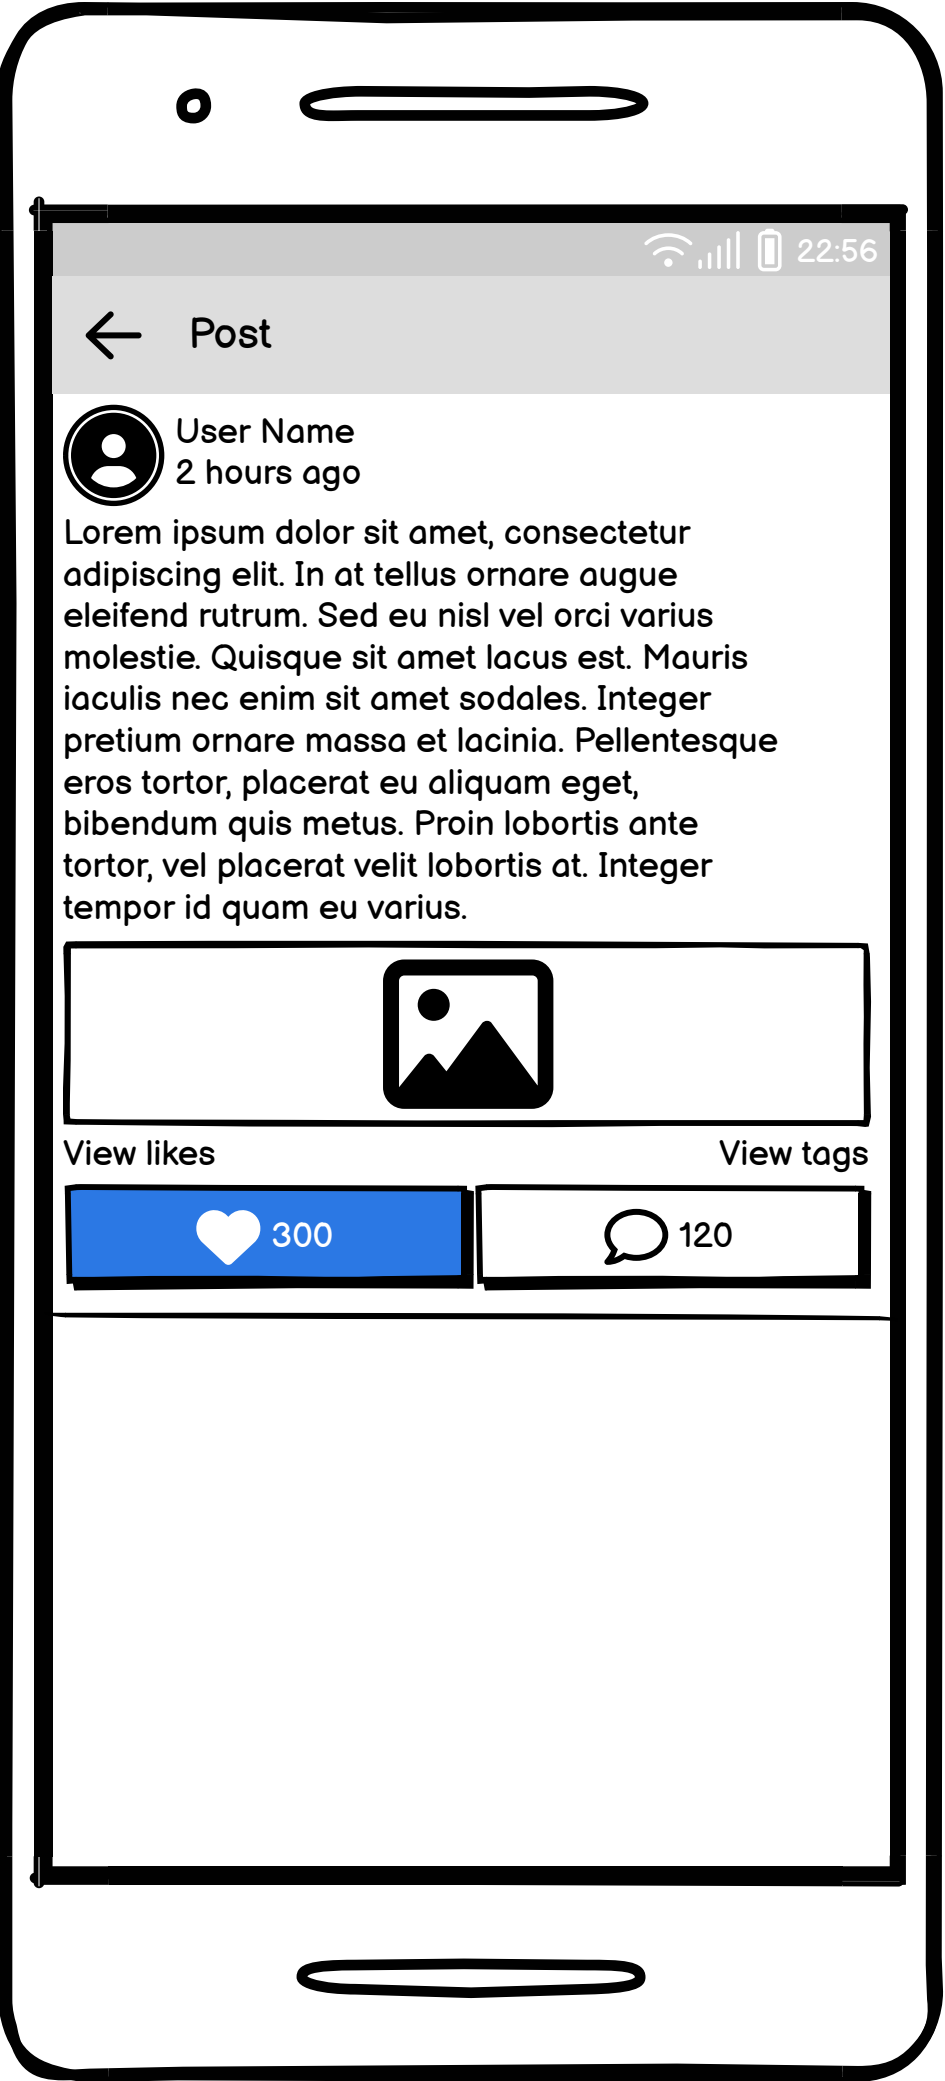 22:56
Post
User Name
2 hours ago
Lorem ipsum dolor sit amet, consectetur
adipiscing elit. In at tellus ornare augue
eleifend rutrum. Sed eu nisl vel orci varius
molestie. Quisque sit amet lacus est. Mauris
iaculis nec enim sit amet sodales. Integer
pretium ornare massa et lacinia. Pellentesque
eros tortor, placerat eu aliquam eget,
bibendum quis metus. Proin lobortis ante
tortor, vel placerat velit lobortis at. Integer
tempor id quam eu varius.
View likes
View tags
300
120